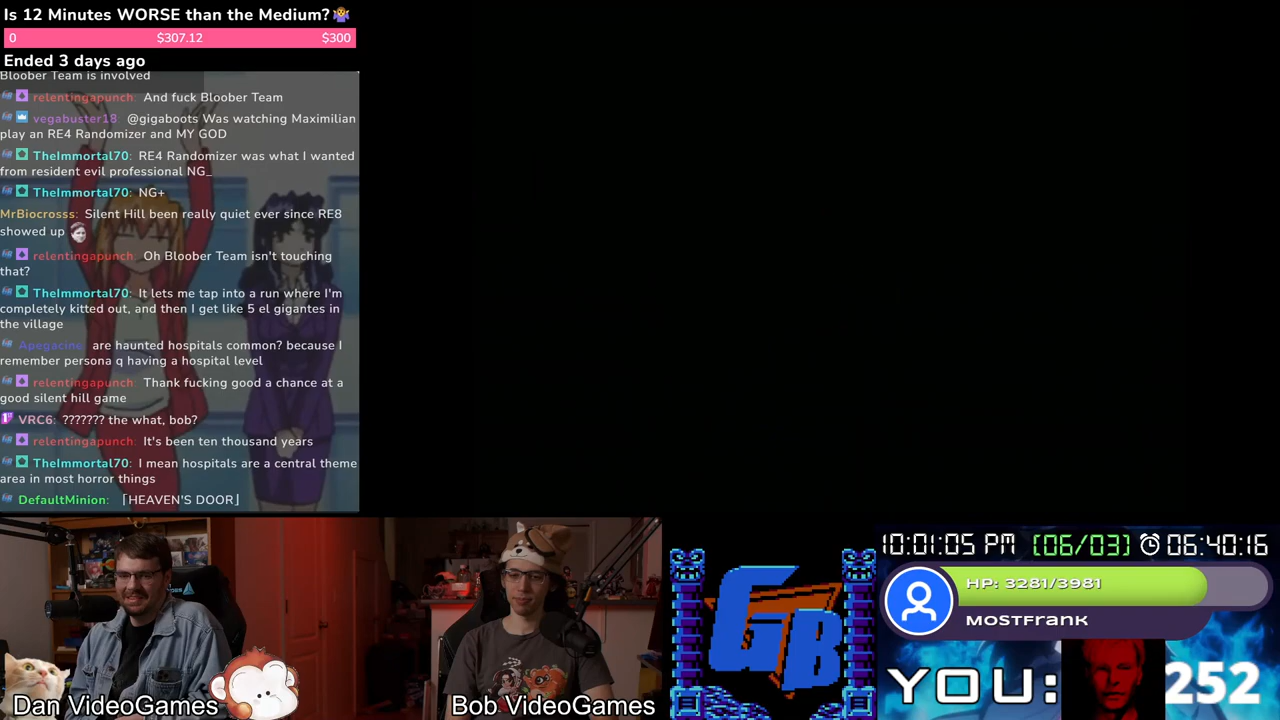 Is 12 Minutes WORSE than the Medium?🤷‍♀️
0 $307.12 $300
Ended 3 days ago
Bloober Team is involved
relentingapunch: And fuck Bloober Team
vegabuster18: @gigaboots Was watching Maximilian
play an RE4 Randomizer and MY GOD
TheImmortal70: RE4 Randomizer was what I wanted
from resident evil professional NG_
TheImmortal70: NG+
MrBiocrosss: Silent Hill been really quiet ever since RE8
showed up
relentingapunch: Oh Bloober Team isn't touching
that?
TheImmortal70: It lets me tap into a run where I'm
completely kitted out, and then I get like 5 el gigantes in
the village
Apegacine: are haunted hospitals common? because I
remember persona q having a hospital level
relentingapunch: Thank fucking good a chance at a
good silent hill game
VRC6: ??????? the what, bob?
relentingapunch: It's been ten thousand years
TheImmortal70: I mean hospitals are a central theme
area in most horror things
DefaultMinion: ⌈HEAVEN'S DOOR⌋
Dan VideoGames
Bob VideoGames
GB
10:01:05 PM [06/03] ⏰ 06:40:16
HP: 3281/3981
MostFrank
YOU: 252